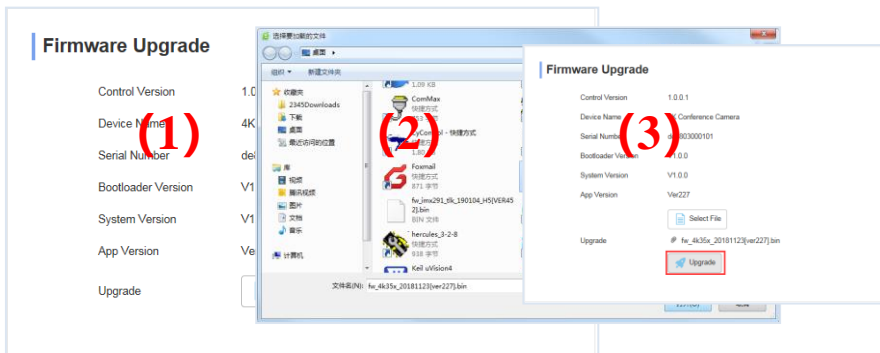 Firmware Upgrade
Control Version 1.0
Device Name 4K
Serial Number de8
Bootloader Version V1
System Version V1
App Version Ve
Upgrade
(1)
选择要加载的文件
桌面
组织 新建文件夹
收藏夹
2345Downloads
下载
桌面
最近访问的位置
库
视频
腾讯视频
图片
文档
音乐
计算机
1.09 KB
ComMax
快捷方式
快捷方式
Foxmail
快捷方式
871 字节
fw_imx291_tlk_190104_H5[VER45
2].bin
BIN 文件
hercules_3-2-8
快捷方式
938 字节
Keil uVision4
文件名(N): fw_4k35x_20181123[ver227].bin
(2)
Firmware Upgrade
Control Version 1.0.0.1
Device Name Conference Camera
Serial Number 003000101
Bootloader Version V1.0.0
System Version V1.0.0
App Version Ver227
Select File
Upgrade fw_4k35x_20181123[ver227].bin
Upgrade
(3)